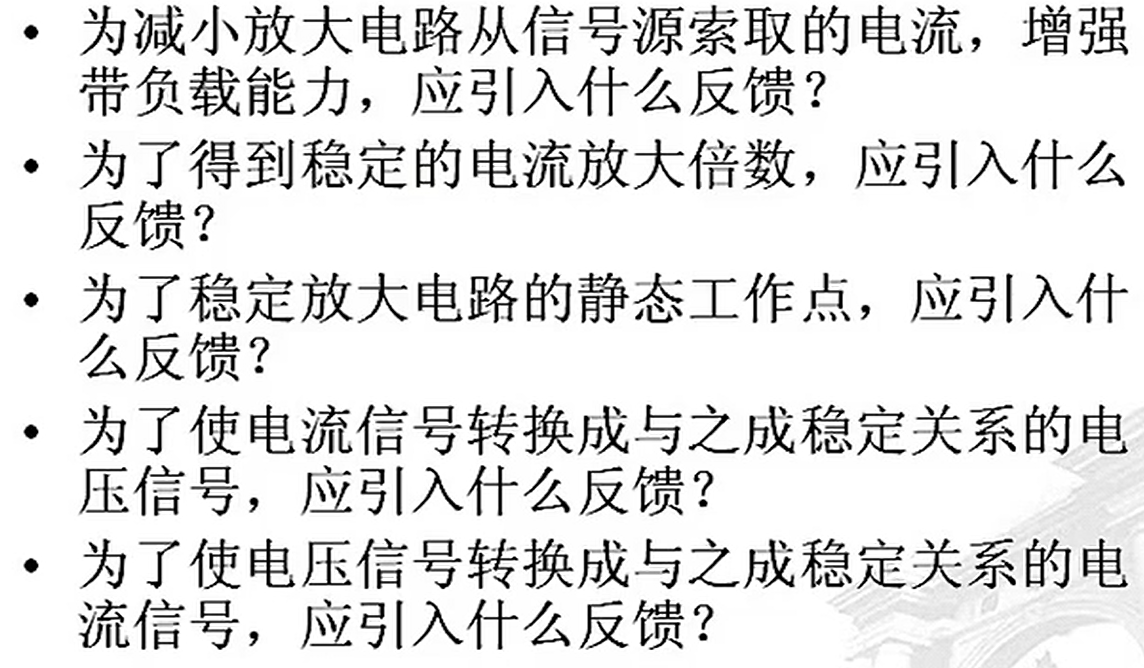 • 为减小放大电路从信号源索取的电流，增强
带负载能力，应引入什么反馈？
• 为了得到稳定的电流放大倍数，应引入什么
反馈？
• 为了稳定放大电路的静态工作点，应引入什
么反馈？
• 为了使电流信号转换成与之成稳定关系的电
压信号，应引入什么反馈？
• 为了使电压信号转换成与之成稳定关系的电
流信号，应引入什么反馈？